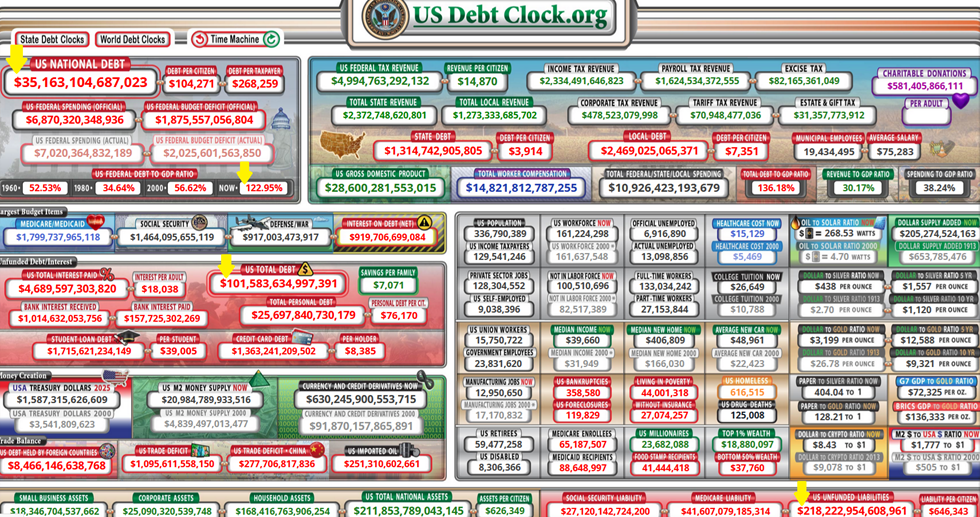 US Debt Clock.org
State Debt Clocks World Debt Clocks Time Machine
US NATIONAL DEBT
$35,163,104,687,023
DEBT PER CITIZEN
$104,271
DEBT PER TAXPAYER
$268,259
US FEDERAL SPENDING (OFFICIAL)
$6,870,320,348,936
US FEDERAL BUDGET DEFICIT (OFFICIAL)
$1,875,557,056,804
US FEDERAL SPENDING (ACTUAL)
$7,020,364,832,189
US FEDERAL BUDGET DEFICIT (ACTUAL)
$2,025,601,563,850
US FEDERAL DEBT TO GDP RATIO
1960• 52.53% 1980• 34.64% 2000• 56.62% NOW• 122.95%
US FEDERAL TAX REVENUE
$4,994,763,292,132
REVENUE PER CITIZEN
$14,870
INCOME TAX REVENUE
$2,334,491,646,823
PAYROLL TAX REVENUE
$1,624,534,372,555
EXCISE TAX
$82,165,361,049
CHARITABLE DONATIONS
$581,405,866,111
PER ADULT
TOTAL STATE REVENUE
$2,372,748,620,801
TOTAL LOCAL REVENUE
$1,273,333,685,702
CORPORATE TAX REVENUE
$478,523,079,998
TARIFF TAX REVENUE
$70,948,477,036
ESTATE & GIFT TAX
$31,357,773,912
STATE DEBT
$1,314,742,905,805
DEBT PER CITIZEN
$3,914
LOCAL DEBT
$2,469,025,065,371
DEBT PER CITIZEN
$7,351
MUNICIPAL EMPLOYEES
19,434,495
AVERAGE SALARY
$75,283
US GROSS DOMESTIC PRODUCT
$28,600,281,553,015
TOTAL WORKER COMPENSATION
$14,821,812,787,255
TOTAL FEDERAL/STATE/LOCAL SPENDING
$10,926,423,193,679
TOTAL DEBT TO GDP RATIO
136.18%
REVENUE TO GDP RATIO
30.17%
SPENDING TO GDP RATIO
38.24%
argest Budget Items
MEDICARE/MEDICAID
$1,799,737,965,118
SOCIAL SECURITY
$1,464,095,655,119
DEFENSE/WAR
$917,003,473,917
INTEREST ON DEBT (NET)
$919,706,699,084
nfunded Debt/Interest
US TOTAL INTEREST PAID
$4,689,597,303,820
INTEREST PER ADULT
$18,038
US TOTAL DEBT
$101,583,634,997,391
SAVINGS PER FAMILY
$7,071
BANK INTEREST RECEIVED
$1,014,632,053,756
BANK INTEREST PAID
$157,725,302,269
TOTAL PERSONAL DEBT
$25,697,840,730,179
PERSONAL DEBT PER CIT.
$76,170
STUDENT LOAN DEBT
$1,715,621,234,149
PER STUDENT
$39,005
CREDIT CARD DEBT
$1,363,241,209,502
PER HOLDER
$8,385
Money Creation
USA TREASURY DOLLARS 2025
$1,587,315,626,609
USA TREASURY DOLLARS 2000
$3,541,809,623
US M2 MONEY SUPPLY NOW
$20,984,789,933,516
US M2 MONEY SUPPLY 2000
$4,839,497,013,477
CURRENCY AND CREDIT DERIVATIVES NOW
$630,245,900,553,715
CURRENCY AND CREDIT DERIVATIVES 2000
$91,870,157,865,891
rade Balance
US DEBT HELD BY FOREIGN COUNTRIES
$8,466,146,638,768
US TRADE DEFICIT
$1,095,611,558,150
US TRADE DEFICIT - CHINA
$277,706,817,836
US IMPORTED OIL
$251,310,602,661
US POPULATION
336,790,389
US INCOME TAXPAYERS
129,541,246
US WORKFORCE NOW
161,224,298
US WORKFORCE 2000
161,637,548
OFFICIAL UNEMPLOYED
6,916,890
ACTUAL UNEMPLOYED
13,098,856
HEALTHCARE COST NOW
$15,129
HEALTHCARE COST 2000
$5,469
OIL TO SOLAR RATIO NOW
$ = 268.53 WATTS
OIL TO SOLAR RATIO 2000
$ = 4.70 WATTS
DOLLAR SUPPLY ADDED NOW
$205,274,524,163
DOLLAR SUPPLY ADDED 1913
$653,785,476
PRIVATE SECTOR JOBS
128,304,552
US SELF-EMPLOYED
9,038,396
NOT IN LABOR FORCE NOW
100,510,696
NOT IN LABOR FORCE 2000
82,517,389
FULL-TIME WORKERS
133,034,242
PART-TIME WORKERS
27,153,844
COLLEGE TUITION NOW
$26,649
COLLEGE TUITION 2000
$10,788
DOLLAR TO SILVER RATIO NOW
$438 PER OUNCE
DOLLAR TO SILVER RATIO 1913
$2.70 PER OUNCE
DOLLAR TO SILVER RATIO 5 YR
$1,557 PER OUNCE
DOLLAR TO SILVER RATIO 10 YR
$1,120 PER OUNCE
US UNION WORKERS
15,750,722
GOVERNMENT EMPLOYEES
23,831,620
MEDIAN INCOME NOW
$39,660
MEDIAN INCOME 2000
$31,949
MEDIAN NEW HOME NOW
$406,809
MEDIAN NEW HOME 2000
$166,030
AVERAGE NEW CAR NOW
$48,961
AVERAGE NEW CAR 2000
$22,423
DOLLAR TO GOLD RATIO NOW
$3,199 PER OUNCE
DOLLAR TO GOLD RATIO 1913
$26.78 PER OUNCE
DOLLAR TO GOLD RATIO 5 YR
$12,588 PER OUNCE
DOLLAR TO GOLD RATIO 10 YR
$9,321 PER OUNCE
MANUFACTURING JOBS NOW
12,950,650
MANUFACTURING JOBS 2000
17,170,832
US BANKRUPTCIES
358,580
US FORECLOSURES
119,829
LIVING IN POVERTY
44,001,318
WITHOUT INSURANCE
27,074,257
US HOMELESS
616,515
US DRUG DEATHS
125,008
PAPER TO SILVER RATIO NOW
404.04 TO 1
PAPER TO GOLD RATIO NOW
128.21 TO 1
G7 GDP TO GOLD RATIO
$72,325 PER OZ.
BRICS GDP TO GOLD RATIO
$136,333 PER OZ.
US RETIREES
59,477,258
US DISABLED
8,306,366
MEDICARE ENROLLEES
65,187,507
MEDICAID RECIPIENTS
88,648,997
US MILLIONAIRES
23,682,088
FOOD STAMP RECIPIENTS
41,444,418
TOP 1% WEALTH
$18,880,097
BOTTOM 50% WEALTH
$37,760
DOLLAR TO CRYPTO RATIO NOW
$8.43 TO $1
DOLLAR TO CRYPTO RATIO 2013
$9,078 TO $1
M2 $ TO USA $ RATIO NOW
$1,777 TO $1
M2 $ TO USA $ RATIO 2000
$505 TO $1
SMALL BUSINESS ASSETS
$18,346,704,537,662
CORPORATE ASSETS
$25,090,320,539,748
HOUSEHOLD ASSETS
$168,416,763,906,254
US TOTAL NATIONAL ASSETS
$211,853,789,043,145
ASSETS PER CITIZEN
$626,349
SOCIAL SECURITY LIABILITY
$27,120,142,724,200
MEDICARE LIABILITY
$41,607,079,185,314
US UNFUNDED LIABILITIES
$218,222,954,608,961
LIABILITY PER CITIZEN
$646,343